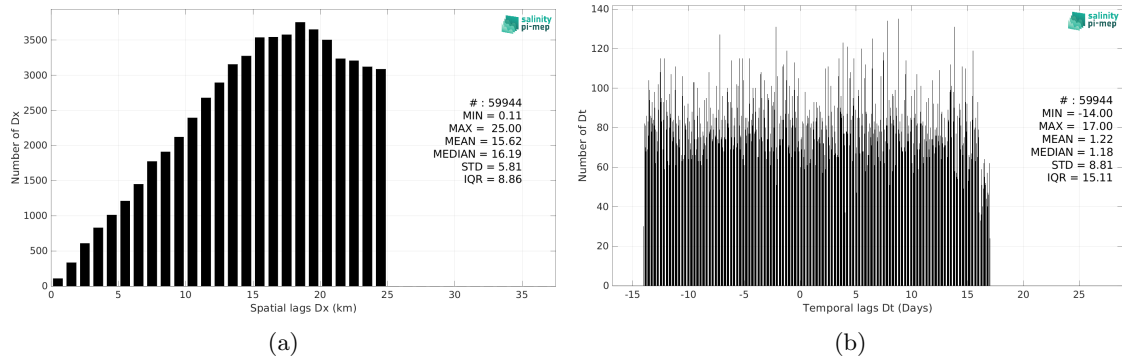 salinity
pi-mep
3500
3000
2500
2000
1500
1000
500
0
Number of Dx
# : 59944
MIN = 0.11
MAX = 25.00
MEAN = 15.62
MEDIAN = 16.19
STD = 5.81
IQR = 8.86
0 5 10 15 20 25 30 35
Spatial lags Dx (km)
(a)
salinity
pi-mep
140
120
100
80
60
40
20
0
Number of Dt
# : 59944
MIN = -14.00
MAX = 17.00
MEAN = 1.22
MEDIAN = 1.18
STD = 8.81
IQR = 15.11
-15 -10 -5 0 5 10 15 20 25
Temporal lags Dt (Days)
(b)